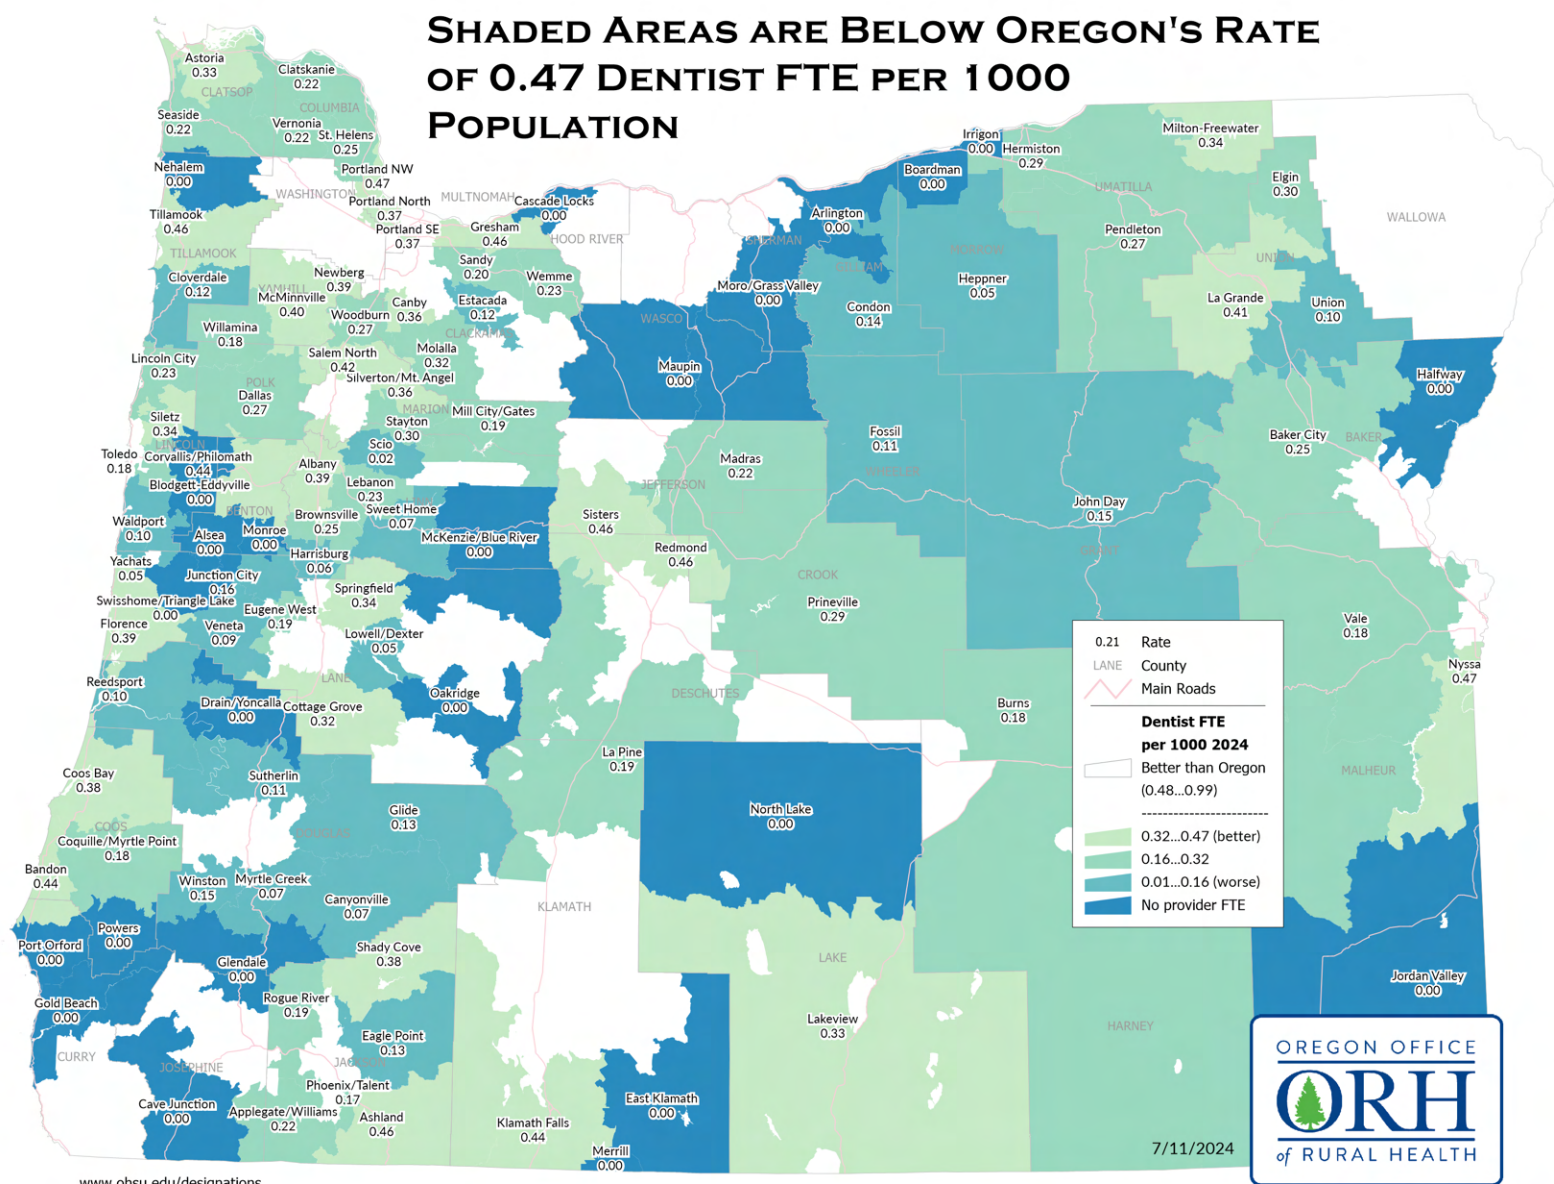 SHADED AREAS ARE BELOW OREGON'S RATE
OF 0.47 DENTIST FTE PER 1000
POPULATION
Astoria
0.33
CLATSOP
Clatskanie
0.22
COLUMBIA
Seaside
0.22
Vernonia
0.22
St. Helens
0.25
Nehalem
0.00
WASHINGTON
Portland NW
0.47
Portland North
0.37
MULTNOMAH
Cascade Locks
0.00
Tillamook
0.46
Portland SE
0.37
Gresham
0.46
HOOD RIVER
TILLAMOOK
Irrigon
0.00
Hermiston
0.29
Boardman
0.00
Milton-Freewater
0.34
Elgin
0.30
UMATILLA
WALLOWA
Arlington
0.00
SHERMAN
Pendleton
0.27
MORROW
UNION
GILLIAM
Cloverdale
0.12
YAMHILL
Newberg
0.39
McMinnville
0.40
Canby
0.36
Sandy
0.20
Wemme
0.23
Estacada
0.12
Woodburn
0.27
CLACKAMAS
Willamina
0.18
Moro/Grass Valley
0.00
WASCO
Condon
0.14
Heppner
0.05
La Grande
0.41
Union
0.10
Lincoln City
0.23
Salem North
0.42
Molalla
0.32
Silverton/Mt. Angel
0.36
POLK
Dallas
0.27
Maupin
0.00
Halfway
0.00
Siletz
0.34
MARION
Stayton
0.30
Mill City/Gates
0.19
LINCOLN
Toledo
0.18
Corvallis/Philomath
0.44
Scio
0.02
Fossil
0.11
WHEELER
Baker City
0.25
BAKER
Blodgett-Eddyville
0.00
Albany
0.39
Lebanon
0.23
Madras
0.22
JEFFERSON
BENTON
Brownsville
0.25
Sweet Home
0.07
Sisters
0.46
John Day
0.15
GRANT
Waldport
0.10
Alsea
0.00
Monroe
0.00
McKenzie/Blue River
0.00
Redmond
0.46
Yachats
0.05
Harrisburg
0.06
Junction City
0.16
Springfield
0.34
CROOK
Prineville
0.29
Swisshome/Triangle Lake
0.00
Eugene West
0.19
Florence
0.39
Veneta
0.09
Lowell/Dexter
0.05
Vale
0.18
Nyssa
0.47
Reedsport
0.10
LANE
Drain/Yoncalla
0.00
Cottage Grove
0.32
Oakridge
0.00
DESCHUTES
Burns
0.18
La Pine
0.19
Coos Bay
0.38
Sutherlin
0.11
Glide
0.13
North Lake
0.00
MALHEUR
COOS
DOUGLAS
Coquille/Myrtle Point
0.18
Bandon
0.44
Winston
0.15
Myrtle Creek
0.07
Canyonville
0.07
KLAMATH
Powers
0.00
Port Orford
0.00
Glendale
0.00
Shady Cove
0.38
LAKE
Jordan Valley
0.00
Gold Beach
0.00
Rogue River
0.19
Lakeview
0.33
HARNEY
Eagle Point
0.13
CURRY
JOSEPHINE
JACKSON
Phoenix/Talent
0.17
Cave Junction
0.00
Applegate/Williams
0.22
Ashland
0.46
Klamath Falls
0.44
East Klamath
0.00
Merrill
0.00
0.21 Rate
LANE County
Main Roads
Dentist FTE
per 1000 2024
Better than Oregon
(0.48...0.99)
0.32...0.47 (better)
0.16...0.32
0.01...0.16 (worse)
No provider FTE
7/11/2024
OREGON OFFICE
ORH
of RURAL HEALTH
www.ohsu.edu/designations